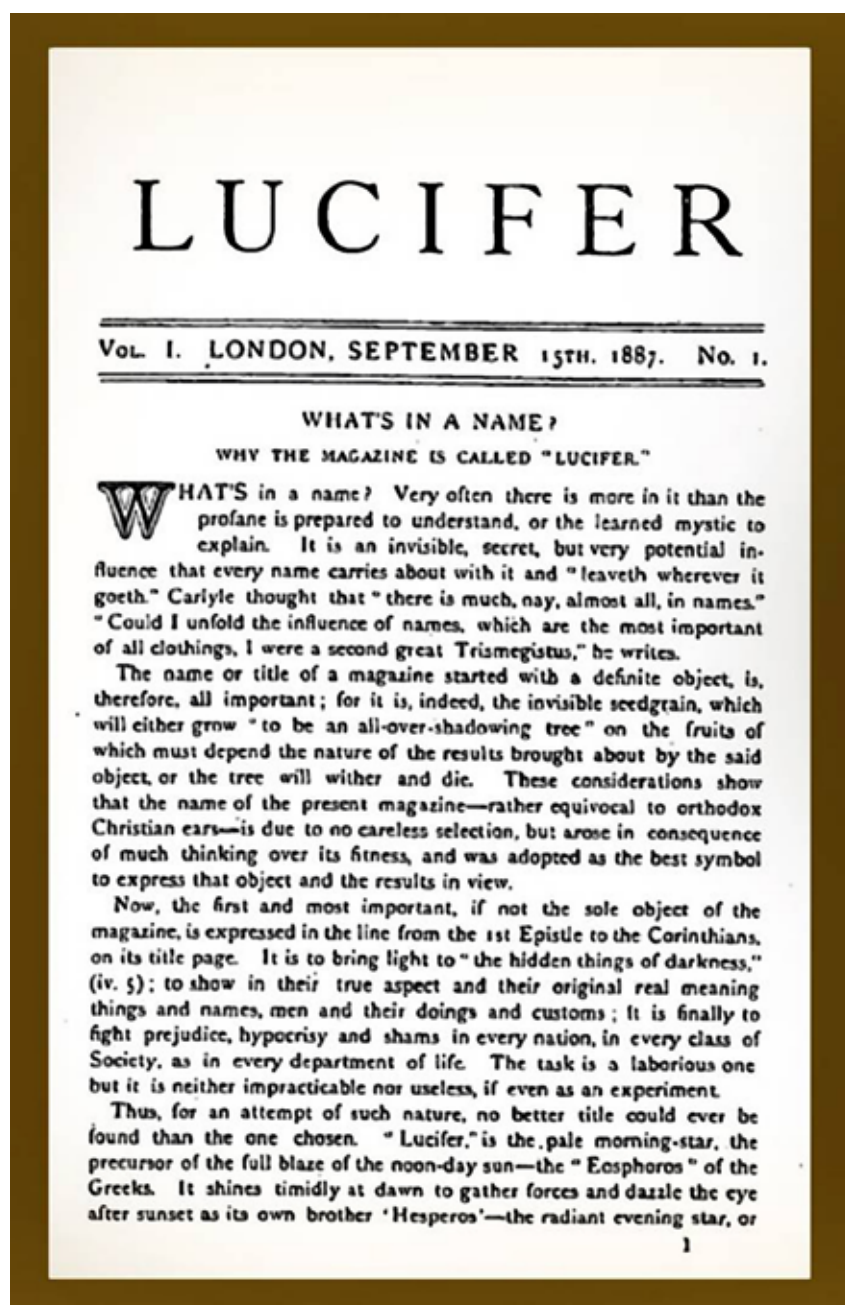 LUCIFER
VOL. I. LONDON, SEPTEMBER 15TH. 1887. NO. 1.
WHAT'S IN A NAME?
WHY THE MAGAZINE IS CALLED "LUCIFER."
WHAT'S in a name? Very often there is more in it than the
profane is prepared to understand, or the learned mystic to
explain. It is an invisible, secret, but very potential in-
fluence that every name carries about with it and "leaveth wherever it
goeth." Carlyle thought that "there is much, nay, almost all, in names."
"Could I unfold the influence of names, which are the most important
of all clothings, I were a second great Trismegistus," he writes.
The name or title of a magazine started with a definite object, is,
therefore, all important; for it is, indeed, the invisible seedgrain, which
will either grow "to be an all-over-shadowing tree" on the fruits of
which must depend the nature of the results brought about by the said
object, or the tree will wither and die. These considerations show
that the name of the present magazine—rather equivocal to orthodox
Christian ears—is due to no careless selection, but arose in consequence
of much thinking over its fitness, and was adopted as the best symbol
to express that object and the results in view.
Now, the first and most important, if not the sole object of the
magazine, is expressed in the line from the 1st Epistle to the Corinthians,
on its title page. It is to bring light to "the hidden things of darkness,"
(iv. 5); to show in their true aspect and their original real meaning
things and names, men and their doings and customs; It is finally to
fight prejudice, hypocrisy and shams in every nation, in every class of
Society, as in every department of life. The task is a laborious one
but it is neither impracticable nor useless, if even as an experiment.
Thus, for an attempt of such nature, no better title could ever be
found than the one chosen. "Lucifer," is the pale morning-star, the
precursor of the full blaze of the noon-day sun—the "Eosphoros" of the
Greeks. It shines timidly at dawn to gather forces and dazzle the eye
after sunset as its own brother 'Hesperos'—the radiant evening star, or
1